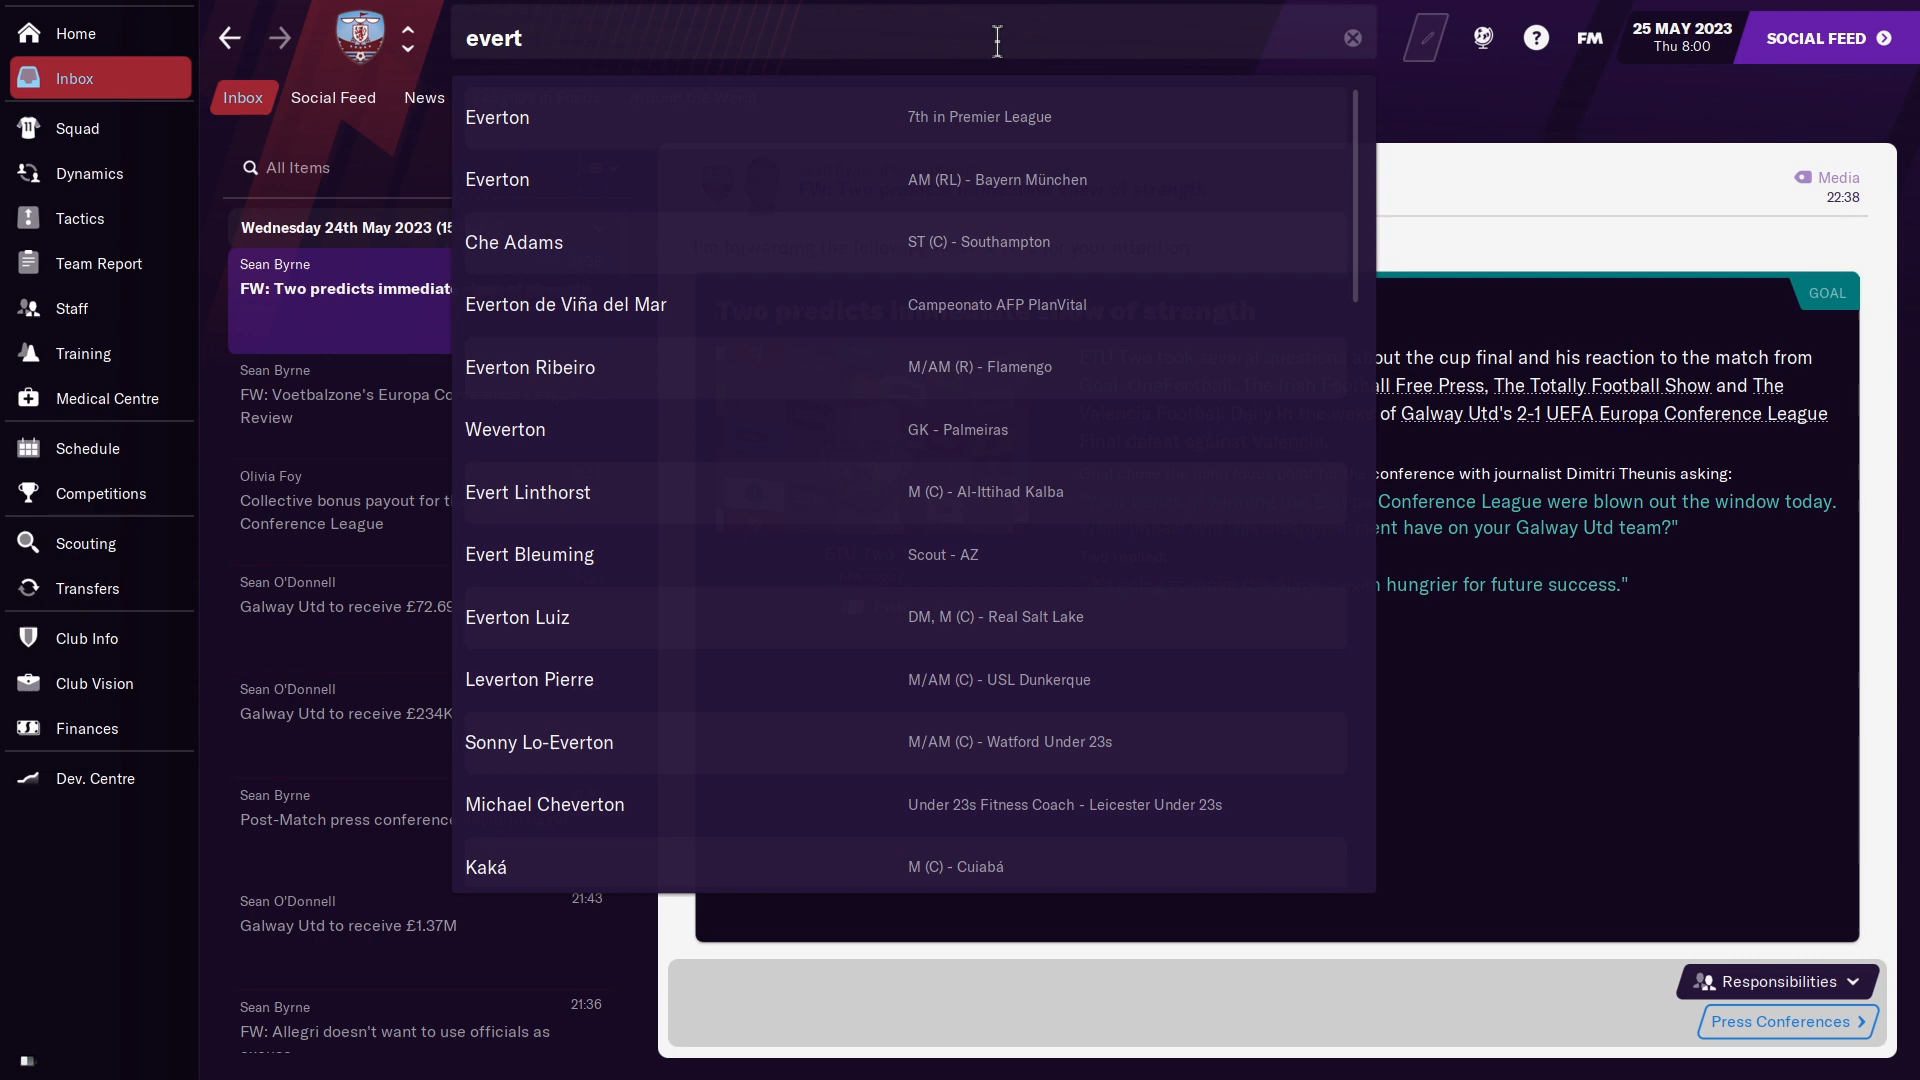 Home
Inbox
Squad
Dynamics
Tactics
Team Report
Staff
Training
Medical Centre
Schedule
Competitions
Scouting
Transfers
Club Info
Club Vision
Finances
Dev. Centre
evert
FM
25 MAY 2023
Thu 8:00
SOCIAL FEED
Inbox
Social Feed
News
All Items
Wednesday 24th May 2023 (15
Sean Byrne
FW: Two predicts immediat
Sean Byrne
FW: Voetbalzone's Europa Co
Review
Olivia Foy
Collective bonus payout for t
Conference League
Sean O'Donnell
Galway Utd to receive £72.69
Sean O'Donnell
Galway Utd to receive £234K
Sean Byrne
Post-Match press conference
Sean O'Donnell
21:43
Galway Utd to receive £1.37M
Sean Byrne
21:36
FW: Allegri doesn't want to use officials as
Everton
7th in Premier League
Everton
AM (RL) - Bayern München
Che Adams
ST (C) - Southampton
Everton de Viña del Mar
Campeonato AFP PlanVital
Everton Ribeiro
M/AM (R) - Flamengo
Weverton
GK - Palmeiras
Evert Linthorst
M (C) - Al-Ittihad Kalba
Evert Bleuming
Scout - AZ
Everton Luiz
DM, M (C) - Real Salt Lake
Leverton Pierre
M/AM (C) - USL Dunkerque
Sonny Lo-Everton
M/AM (C) - Watford Under 23s
Michael Cheverton
Under 23s Fitness Coach - Leicester Under 23s
Kaká
M (C) - Cuiabá
Media
22:38
GOAL
Two predicts immediate show of strength
out the cup final and his reaction to the match from
all Free Press, The Totally Football Show and The
of Galway Utd's 2-1 UEFA Europa Conference League
conference with journalist Dimitri Theunis asking:
Conference League were blown out the window today.
ent have on your Galway Utd team?"
hungrier for future success."
Responsibilities
Press Conferences